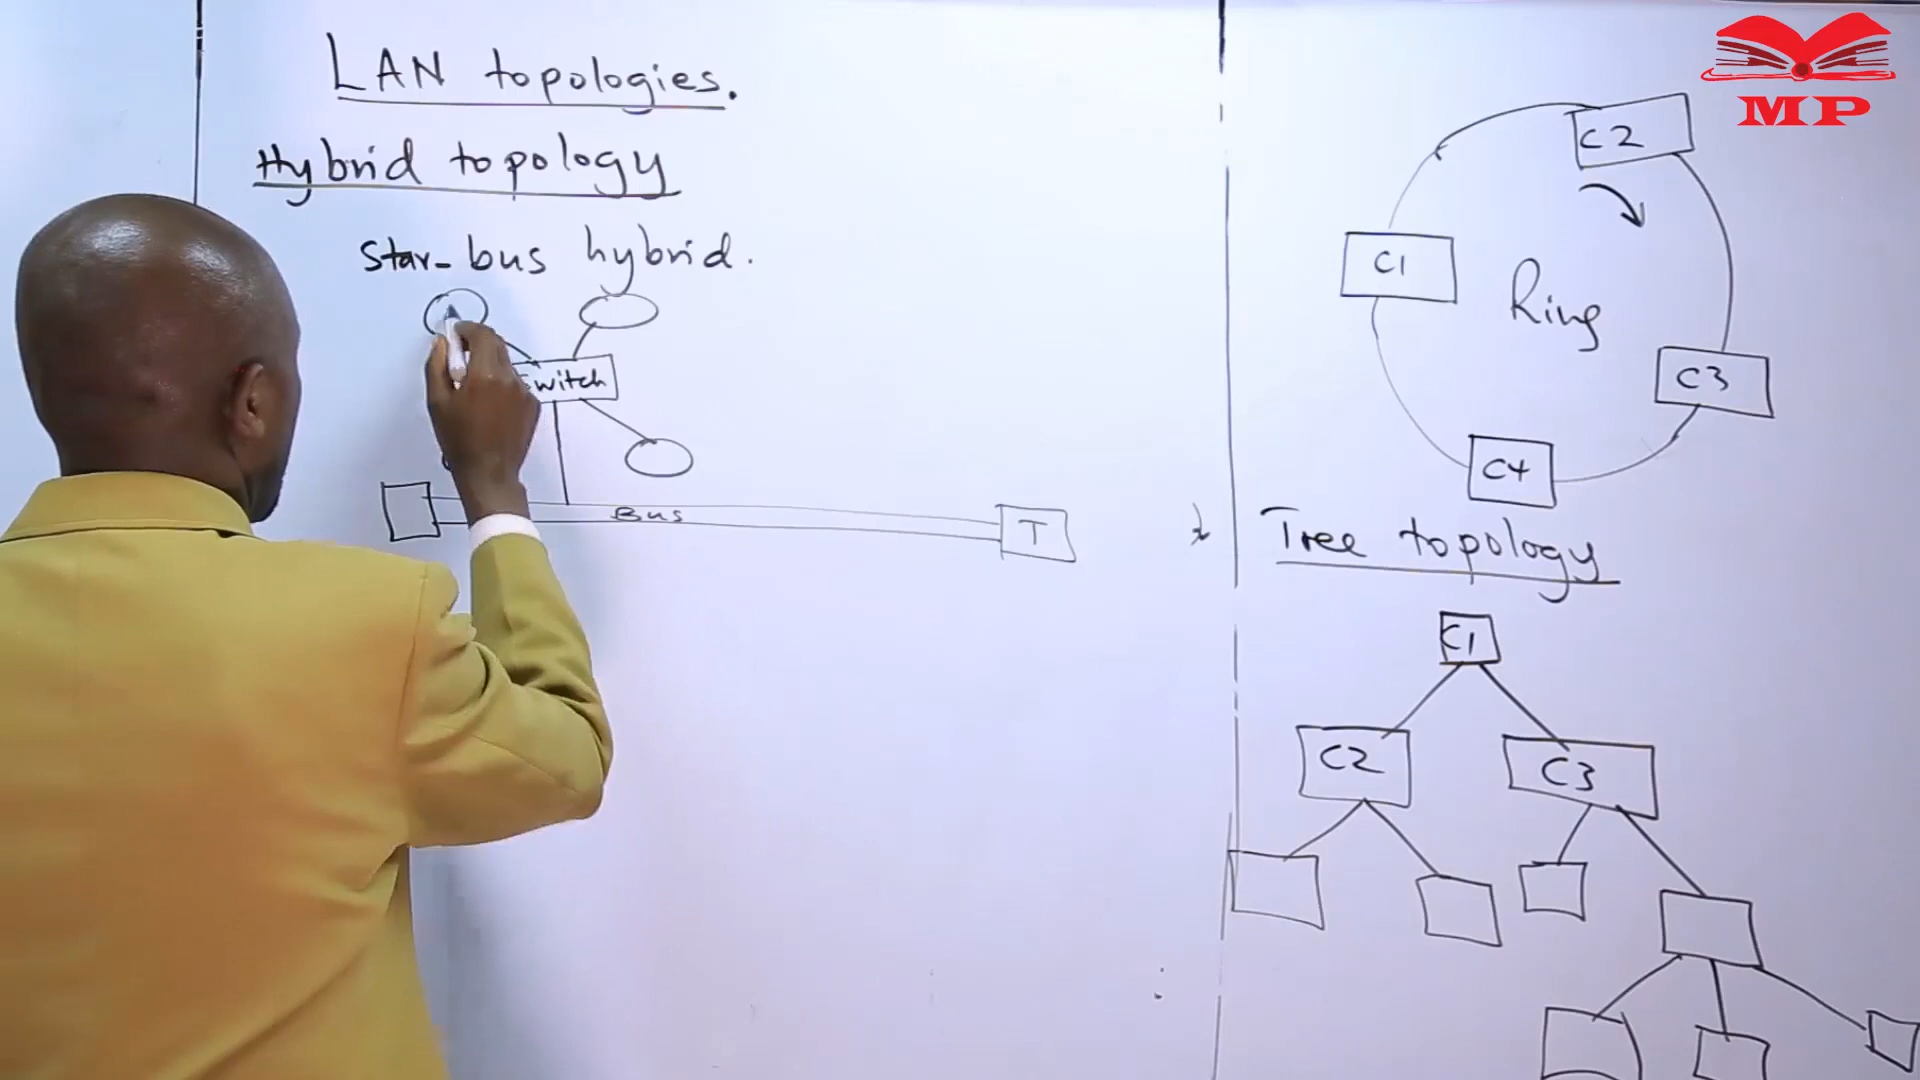 LAN topologies.
Hybrid topology
Star-bus hybrid.
switch
Bus
T
C2
C1
Ring
C3
C4
Tree topology
C1
C2
C3
MP